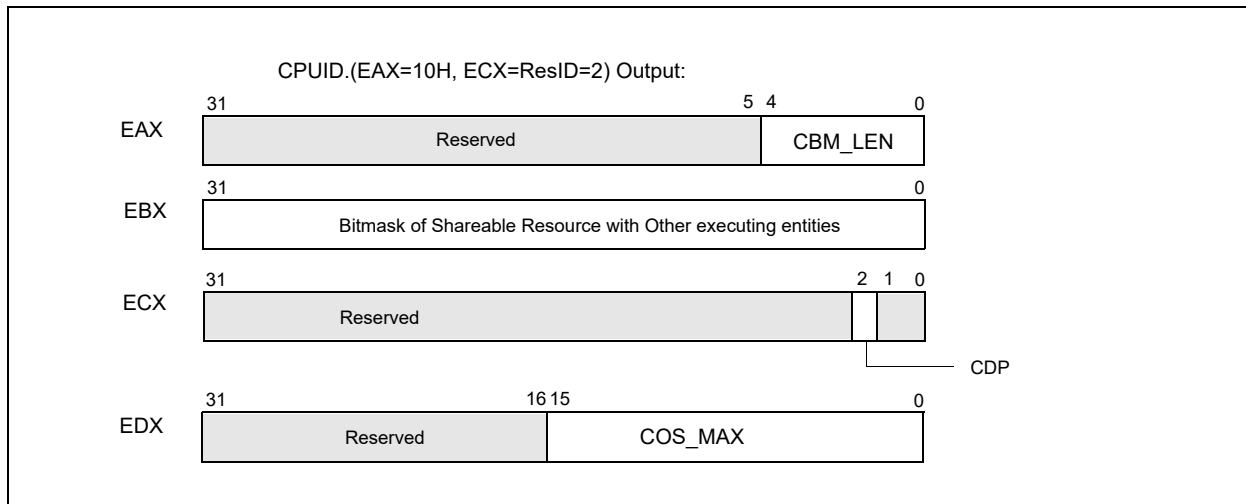 CPUID.(EAX=10H, ECX=ResID=2) Output:
31 5 4 0
EAX Reserved CBM_LEN
31 0
EBX Bitmask of Shareable Resource with Other executing entities
31 2 1 0
ECX Reserved
CDP
31 16 15 0
EDX Reserved COS_MAX